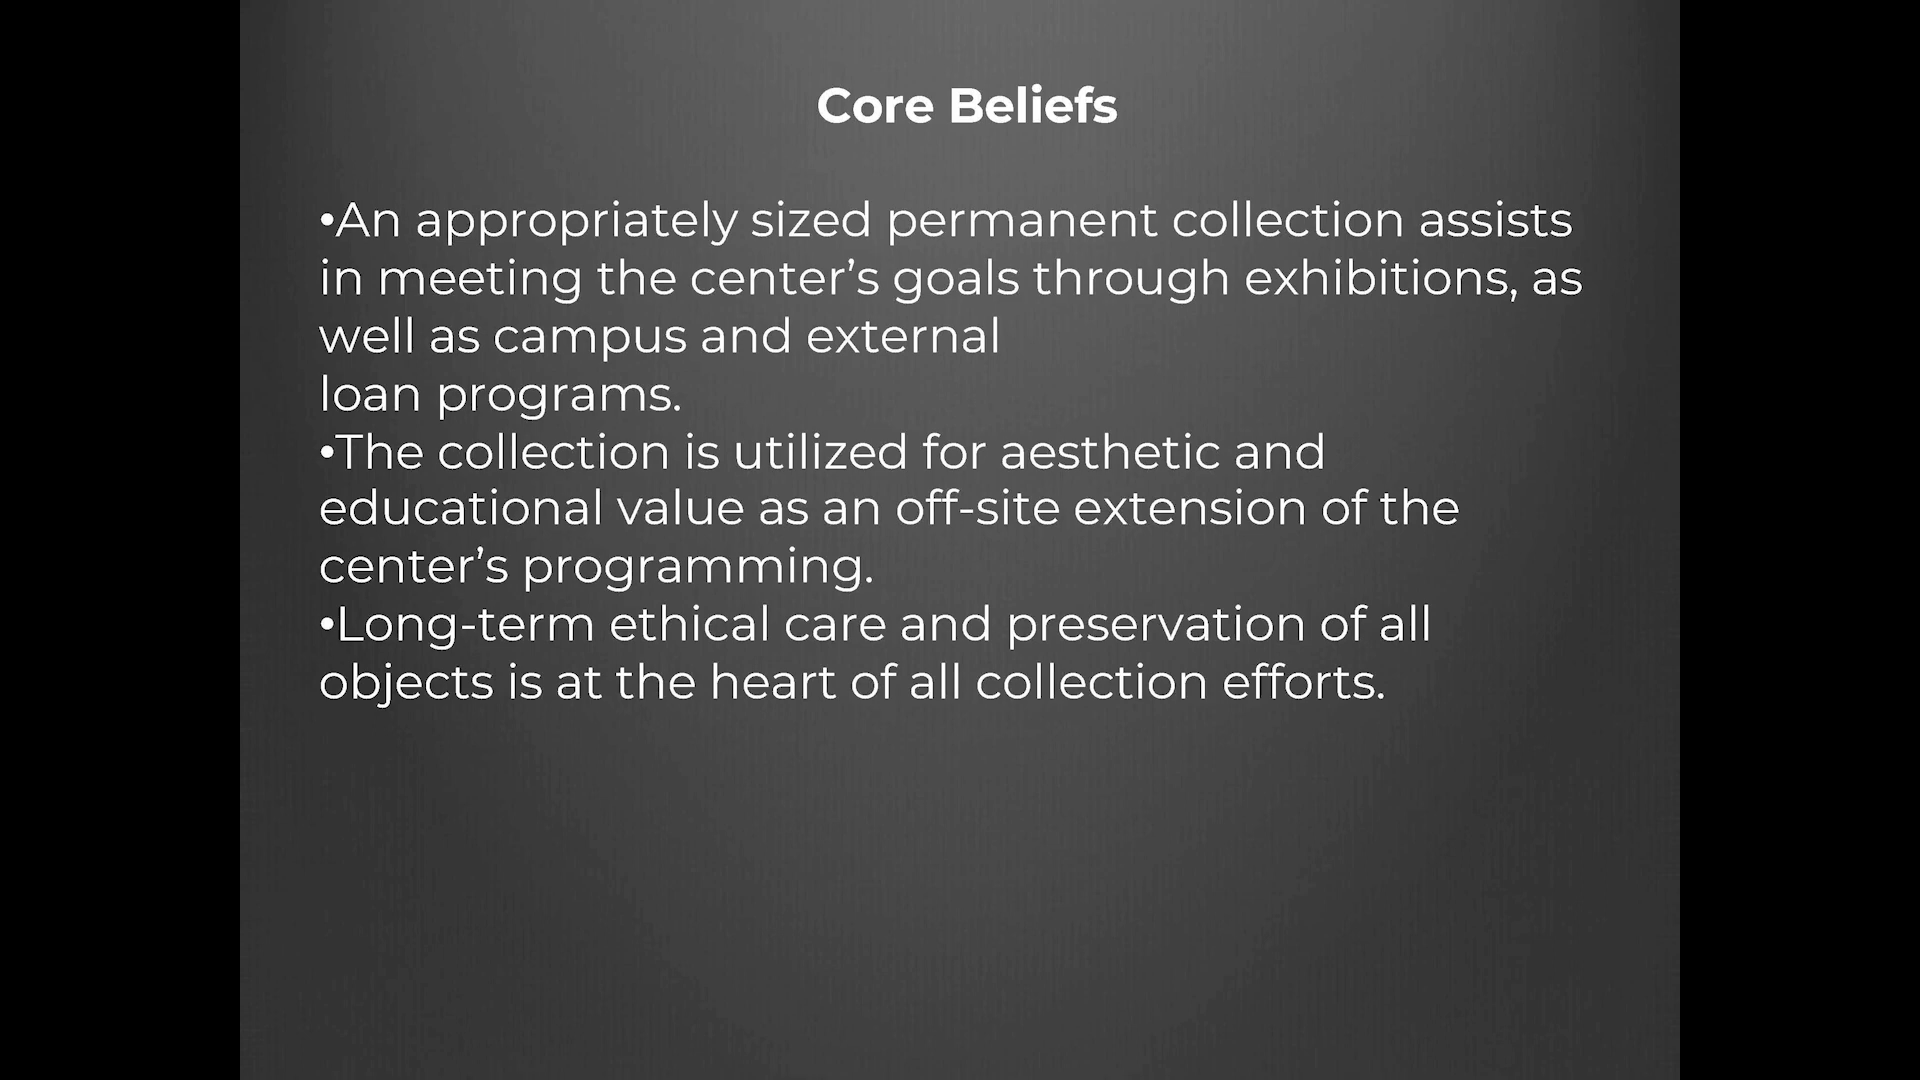 Core Beliefs
•An appropriately sized permanent collection assists
in meeting the center’s goals through exhibitions, as
well as campus and external
loan programs.
•The collection is utilized for aesthetic and
educational value as an off-site extension of the
center’s programming.
•Long-term ethical care and preservation of all
objects is at the heart of all collection efforts.